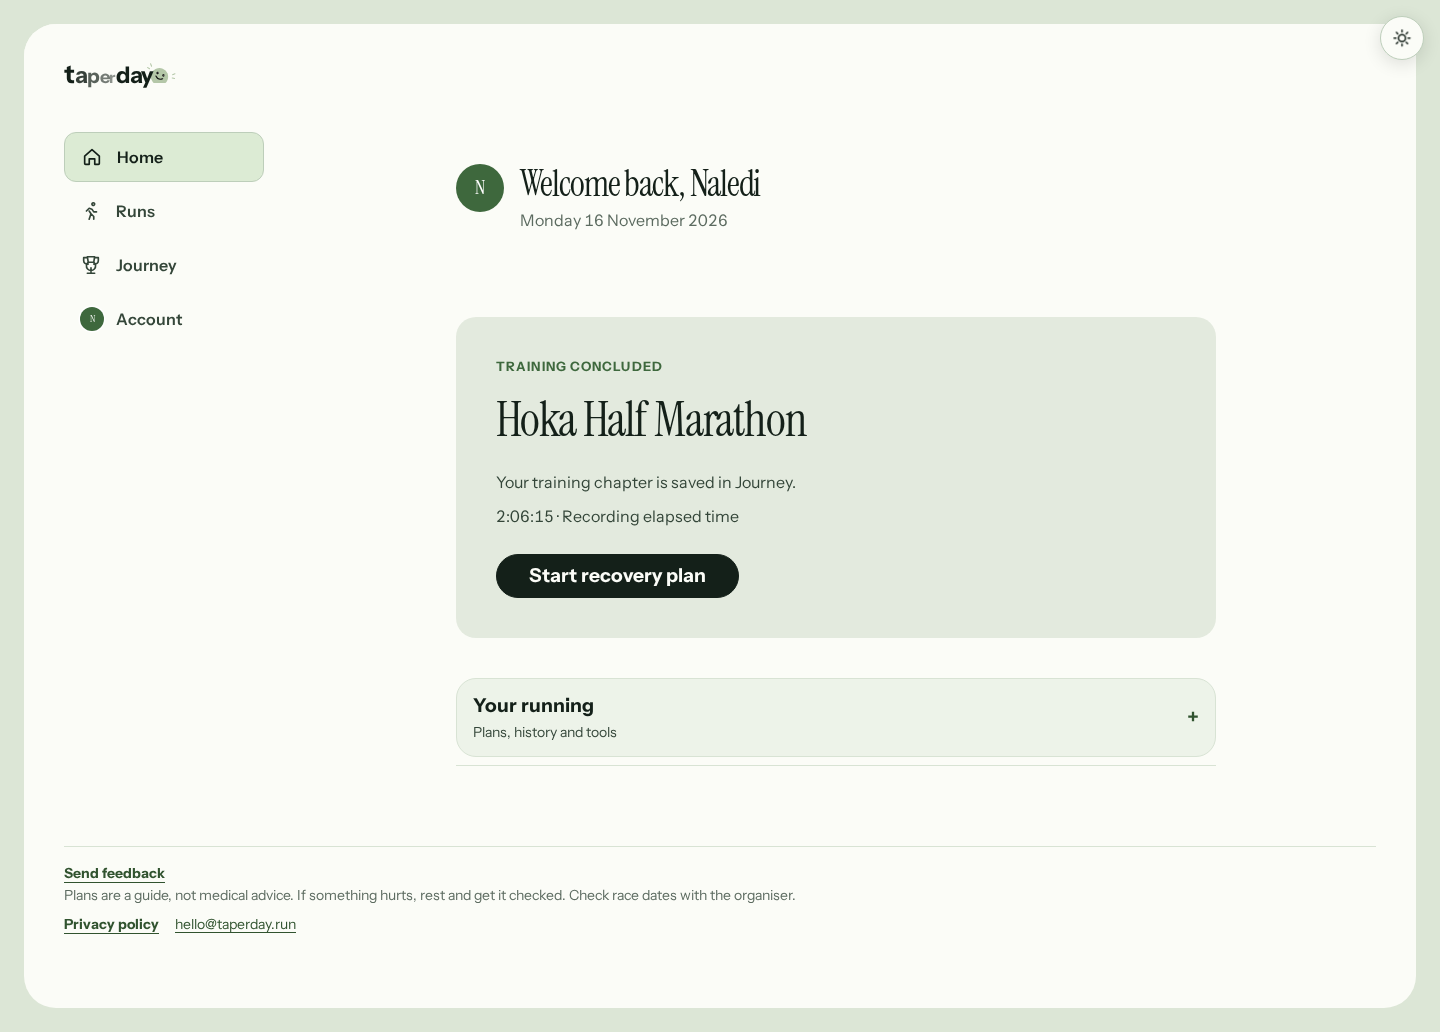 taperday
Home
Runs
Journey
N Account
N
Welcome back, Naledi
Monday 16 November 2026
TRAINING CONCLUDED
Hoka Half Marathon
Your training chapter is saved in Journey.
2:06:15 · Recording elapsed time
Start recovery plan
Your running
Plans, history and tools
+
Send feedback
Plans are a guide, not medical advice. If something hurts, rest and get it checked. Check race dates with the organiser.
Privacy policy hello@taperday.run